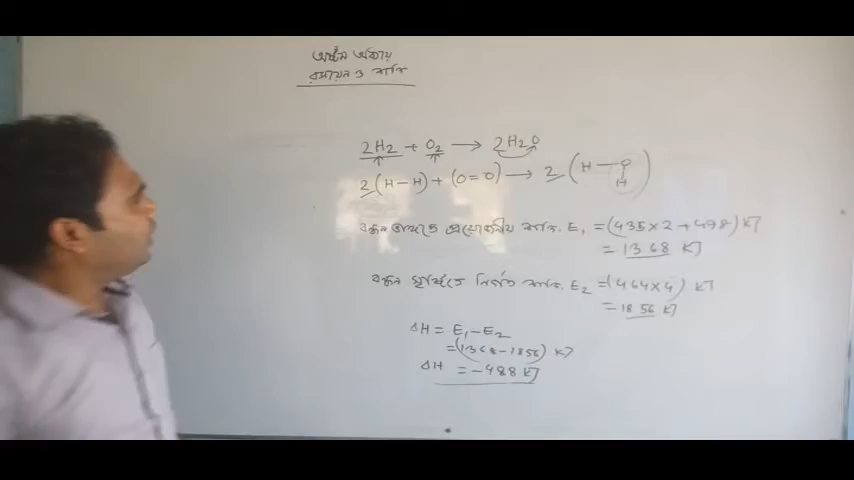 অষ্টম অধ্যায়
রসায়ন ও শক্তি
2H₂ + O₂ ⟶ 2H₂O
2(H—H) + (O=O) ⟶ 2(H—O
H)
বন্ধন ভাঙ্গতে প্রয়োজনীয় শক্তি. E₁ = (435×2 + 498) KJ
= 1368 KJ
বন্ধন সৃষ্টিতে নির্গত শক্তি. E₂ = (464×4) KJ
= 1856 KJ
ΔH = E₁ – E₂
= (1368 – 1856) KJ
ΔH = –488 KJ